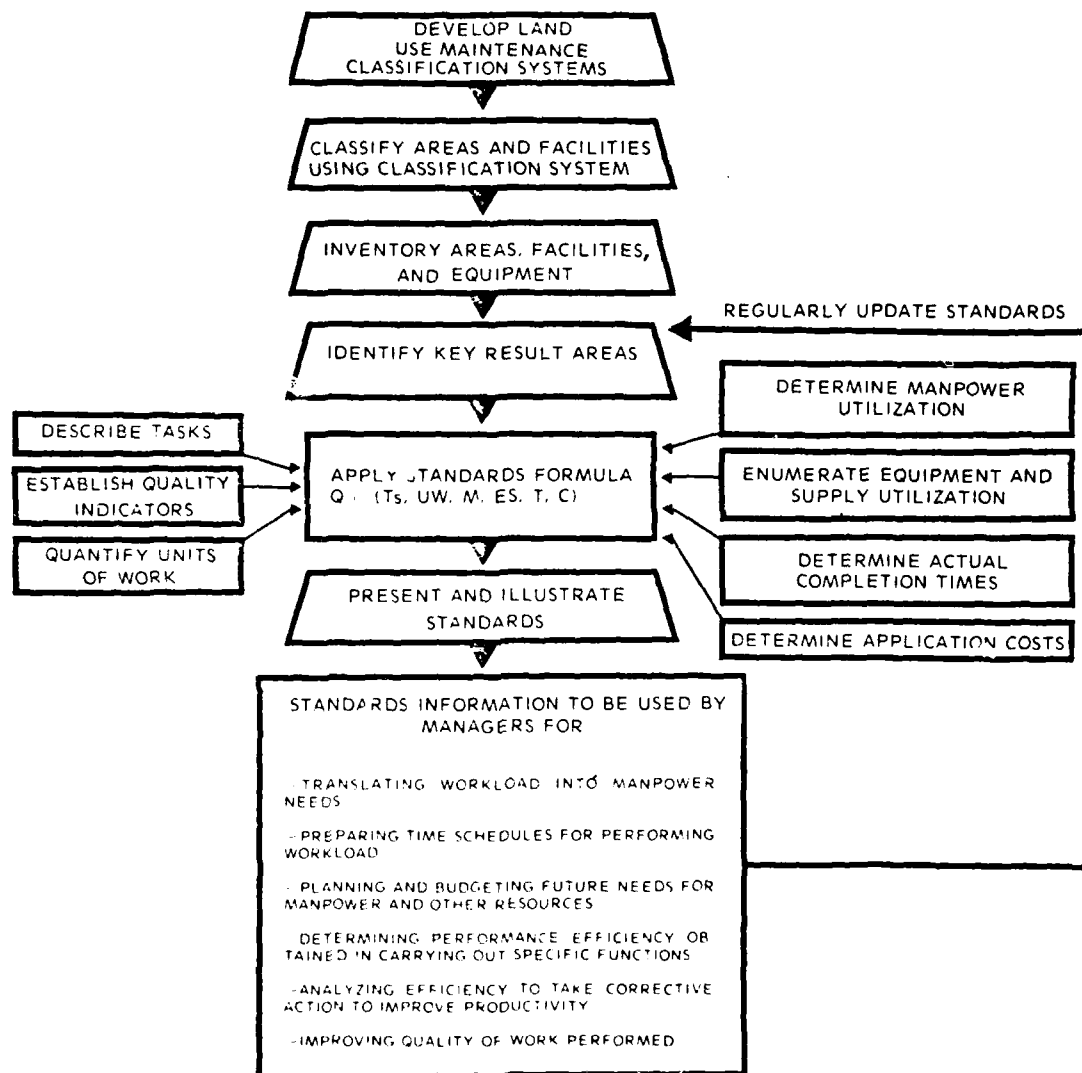 DEVELOP LAND
USE MAINTENANCE
CLASSIFICATION SYSTEMS
CLASSIFY AREAS AND FACILITIES
USING CLASSIFICATION SYSTEM
INVENTORY AREAS, FACILITIES,
AND EQUIPMENT
REGULARLY UPDATE STANDARDS
IDENTIFY KEY RESULT AREAS
DETERMINE MANPOWER
UTILIZATION
DESCRIBE TASKS
ESTABLISH QUALITY
INDICATORS
QUANTIFY UNITS
OF WORK
APPLY STANDARDS FORMULA
Q (Ts, UW, M, ES, T, C)
ENUMERATE EQUIPMENT AND
SUPPLY UTILIZATION
DETERMINE ACTUAL
COMPLETION TIMES
DETERMINE APPLICATION COSTS
PRESENT AND ILLUSTRATE
STANDARDS
STANDARDS INFORMATION TO BE USED BY
MANAGERS FOR
-TRANSLATING WORKLOAD INTO MANPOWER
NEEDS
-PREPARING TIME SCHEDULES FOR PERFORMING
WORKLOAD
-PLANNING AND BUDGETING FUTURE NEEDS FOR
MANPOWER AND OTHER RESOURCES
-DETERMINING PERFORMANCE EFFICIENCY OB
TAINED IN CARRYING OUT SPECIFIC FUNCTIONS
-ANALYZING EFFICIENCY TO TAKE CORRECTIVE
ACTION TO IMPROVE PRODUCTIVITY
-IMPROVING QUALITY OF WORK PERFORMED